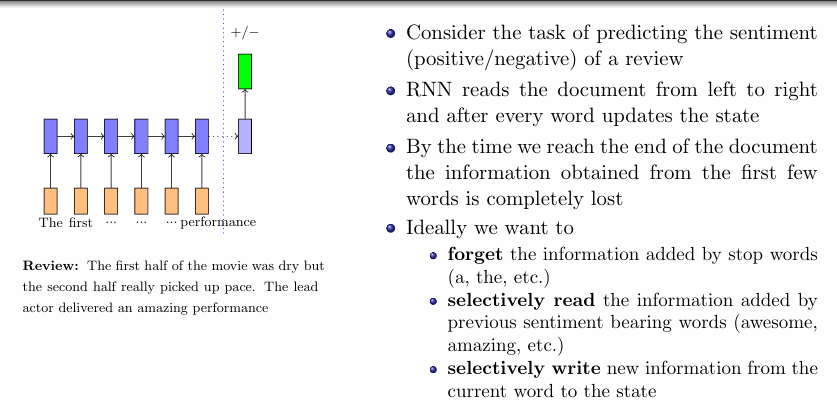 +/−
The first ... ... ... performance
Review: The first half of the movie was dry but
the second half really picked up pace. The lead
actor delivered an amazing performance
Consider the task of predicting the sentiment
(positive/negative) of a review
RNN reads the document from left to right
and after every word updates the state
By the time we reach the end of the document
the information obtained from the first few
words is completely lost
Ideally we want to
forget the information added by stop words
(a, the, etc.)
selectively read the information added by
previous sentiment bearing words (awesome,
amazing, etc.)
selectively write new information from the
current word to the state